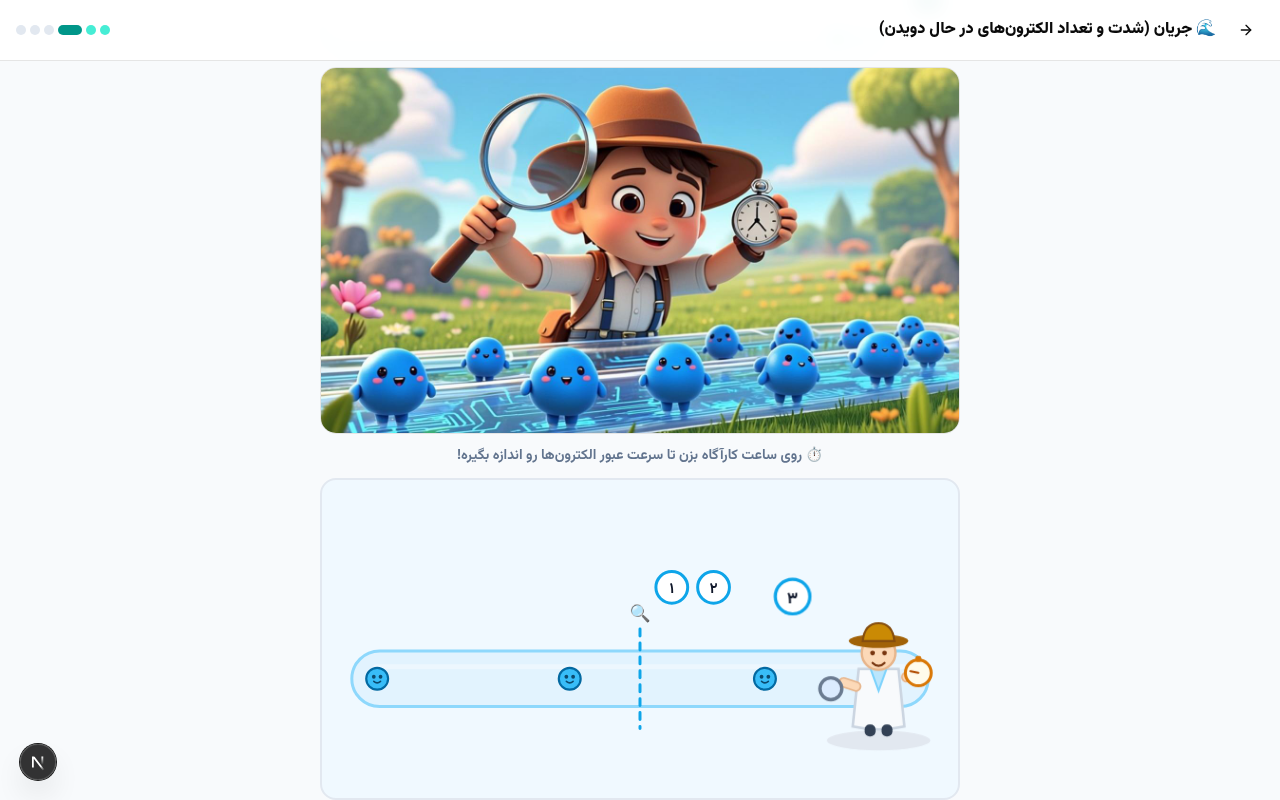 🌊 جریان (شدت و تعداد الکترون‌های در حال دویدن)
⏱️ روی ساعت کارآگاه بزن تا سرعت عبور الکترون‌ها رو اندازه بگیره!
۱ ۲ ۳
N